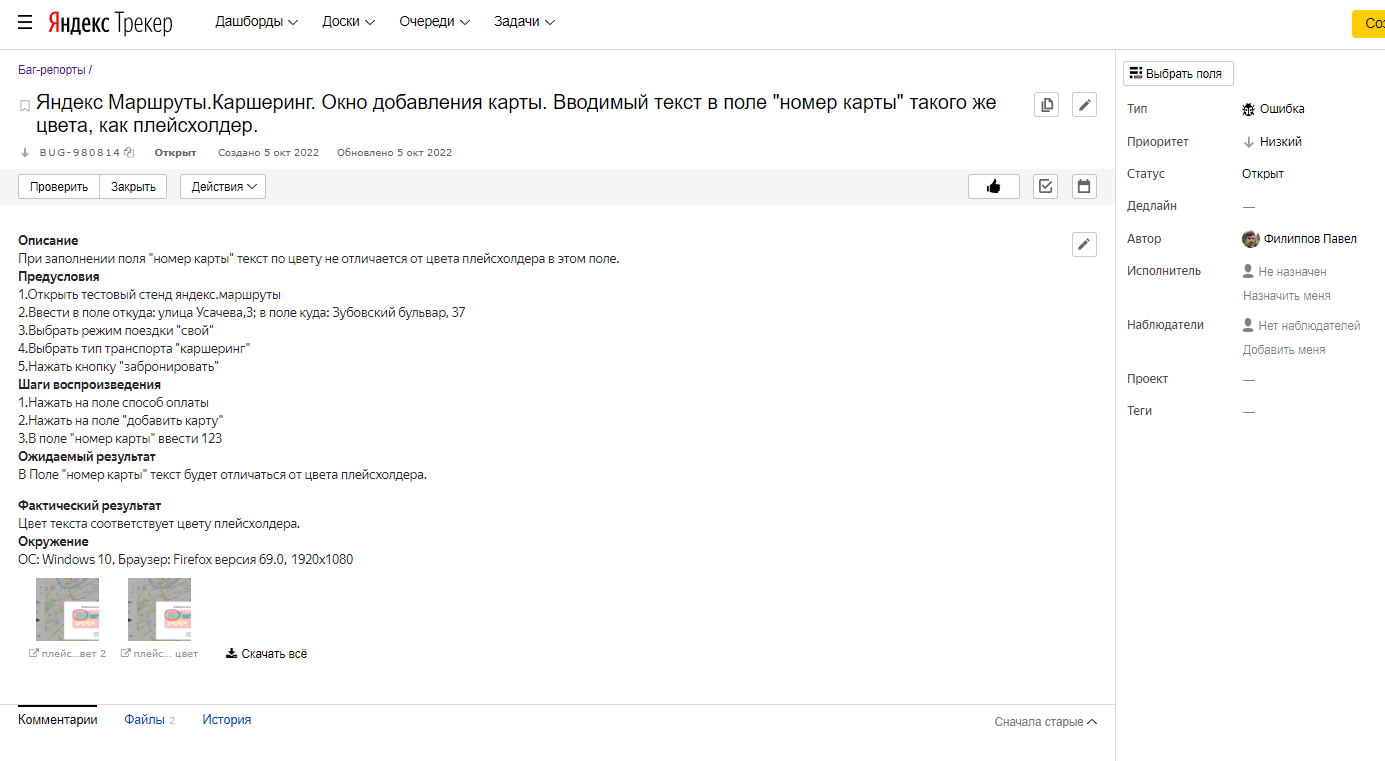 Яндекс Трекер
Дашборды
Доски
Очереди
Задачи
Соз
Баг-репорты /
Яндекс Маршруты.Каршеринг. Окно добавления карты. Вводимый текст в поле "номер карты" такого же
цвета, как плейсхолдер.
BUG-980814 Открыт Создано 5 окт 2022 Обновлено 5 окт 2022
Проверить Закрыть Действия
Описание
При заполнении поля "номер карты" текст по цвету не отличается от цвета плейсхолдера в этом поле.
Предусловия
1.Открыть тестовый стенд яндекс.маршруты
2.Ввести в поле откуда: улица Усачева,3; в поле куда: Зубовский бульвар, 37
3.Выбрать режим поездки "свой"
4.Выбрать тип транспорта "каршеринг"
5.Нажать кнопку "забронировать"
Шаги воспроизведения
1.Нажать на поле способ оплаты
2.Нажать на поле "добавить карту"
3.В поле "номер карты" ввести 123
Ожидаемый результат
В Поле "номер карты" текст будет отличаться от цвета плейсхолдера.
Фактический результат
Цвет текста соответствует цвету плейсхолдера.
Окружение
ОС: Windows 10, Браузер: Firefox версия 69.0, 1920x1080
плейс...вет 2
плейс... цвет
Скачать всё
Комментарии Файлы 2 История
Сначала старые
Выбрать поля
Тип Ошибка
Приоритет Низкий
Статус Открыт
Дедлайн —
Автор Филиппов Павел
Исполнитель Не назначен
Назначить меня
Наблюдатели Нет наблюдателей
Добавить меня
Проект —
Теги —